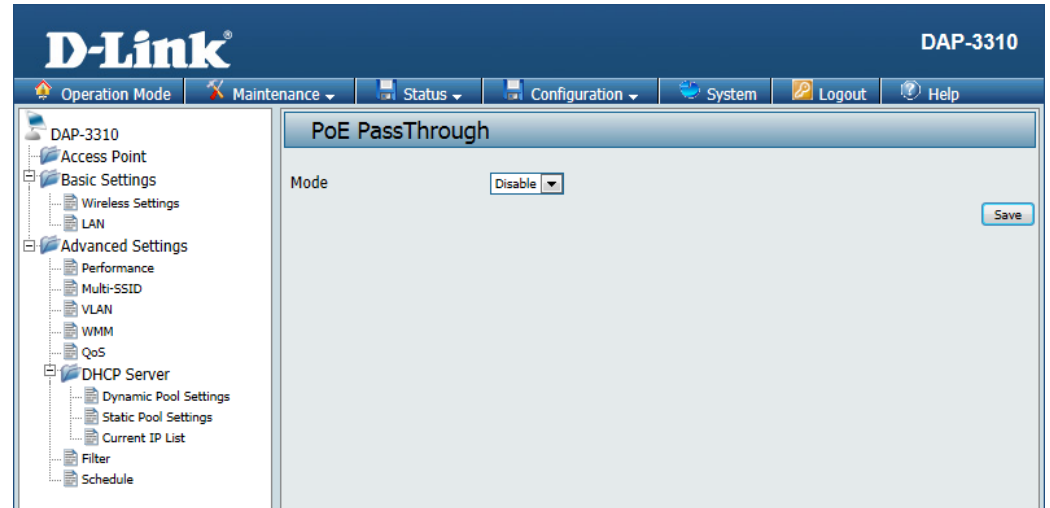 D-Link®
DAP-3310
Operation Mode
Maintenance
Status
Configuration
System
Logout
Help
DAP-3310
Access Point
Basic Settings
Wireless Settings
LAN
Advanced Settings
Performance
Multi-SSID
VLAN
WMM
QoS
DHCP Server
Dynamic Pool Settings
Static Pool Settings
Current IP List
Filter
Schedule
PoE PassThrough
Mode Disable
Save